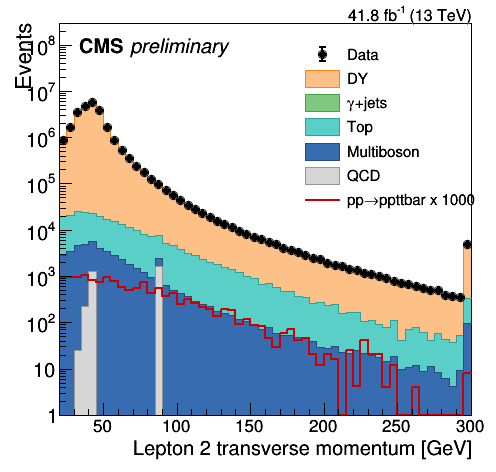 41.8 fb⁻¹ (13 TeV)
Events
CMS preliminary
Data
DY
γ+jets
Top
Multiboson
QCD
pp→ppttbar x 1000
10⁸
10⁷
10⁶
10⁵
10⁴
10³
10²
10
1
50 100 150 200 250 300
Lepton 2 transverse momentum [GeV]